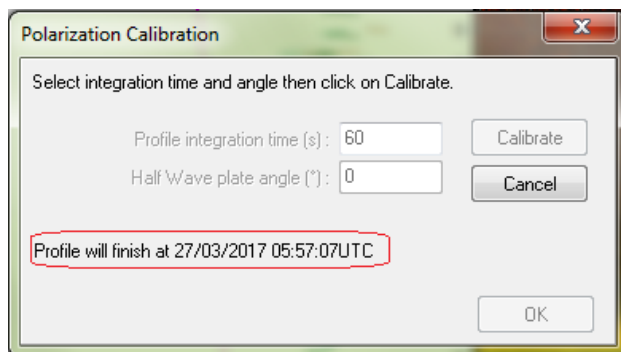 Polarization Calibration
Select integration time and angle then click on Calibrate.
Profile integration time (s) : 60 Calibrate
Half Wave plate angle (°) : 0 Cancel
Profile will finish at 27/03/2017 05:57:07UTC
OK